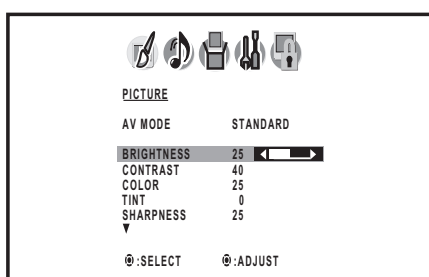 PICTURE
AV MODE STANDARD
BRIGHTNESS 25
CONTRAST 40
COLOR 25
TINT 0
SHARPNESS 25
:SELECT :ADJUST